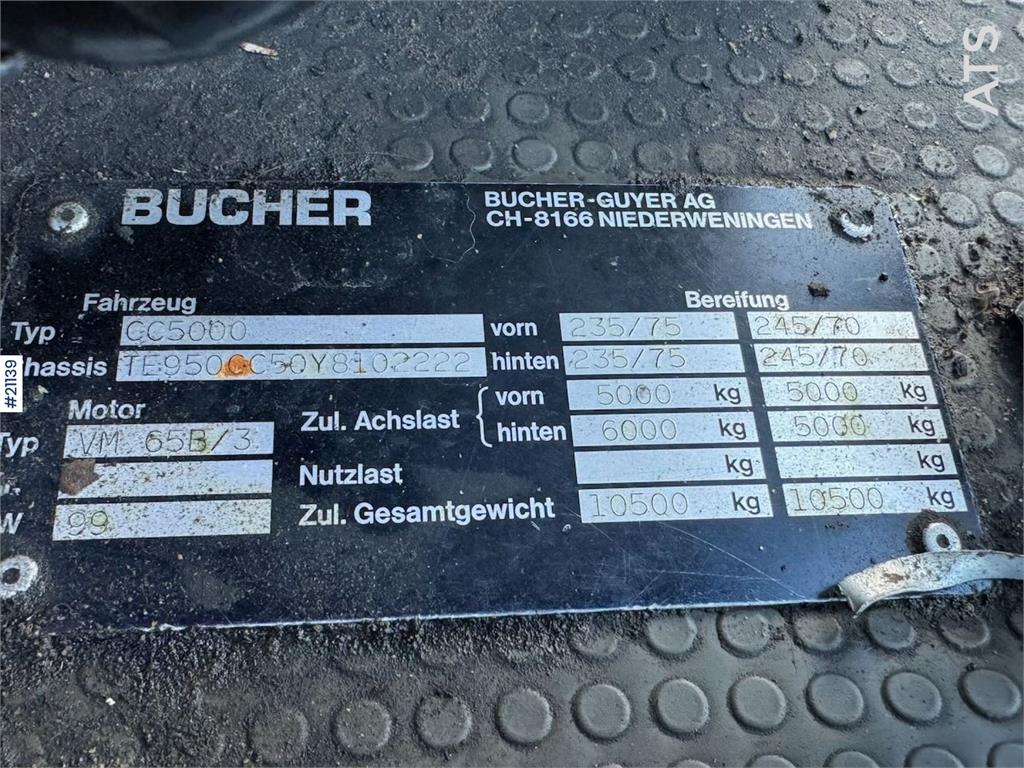 ATS
BUCHER
BUCHER-GUYER AG
CH-8166 NIEDERWENINGEN
Fahrzeug Bereifung
Typ CC5000 vorn 235/75 245/70
hassis hinten 235/75 245/70
#21139
Motor Zul. Achslast vorn 5000 kg 5000 kg
Typ VM 65B/3 hinten 6000 kg 5000 kg
Nutzlast kg kg
W 99 Zul. Gesamtgewicht 10500 kg 10500 kg